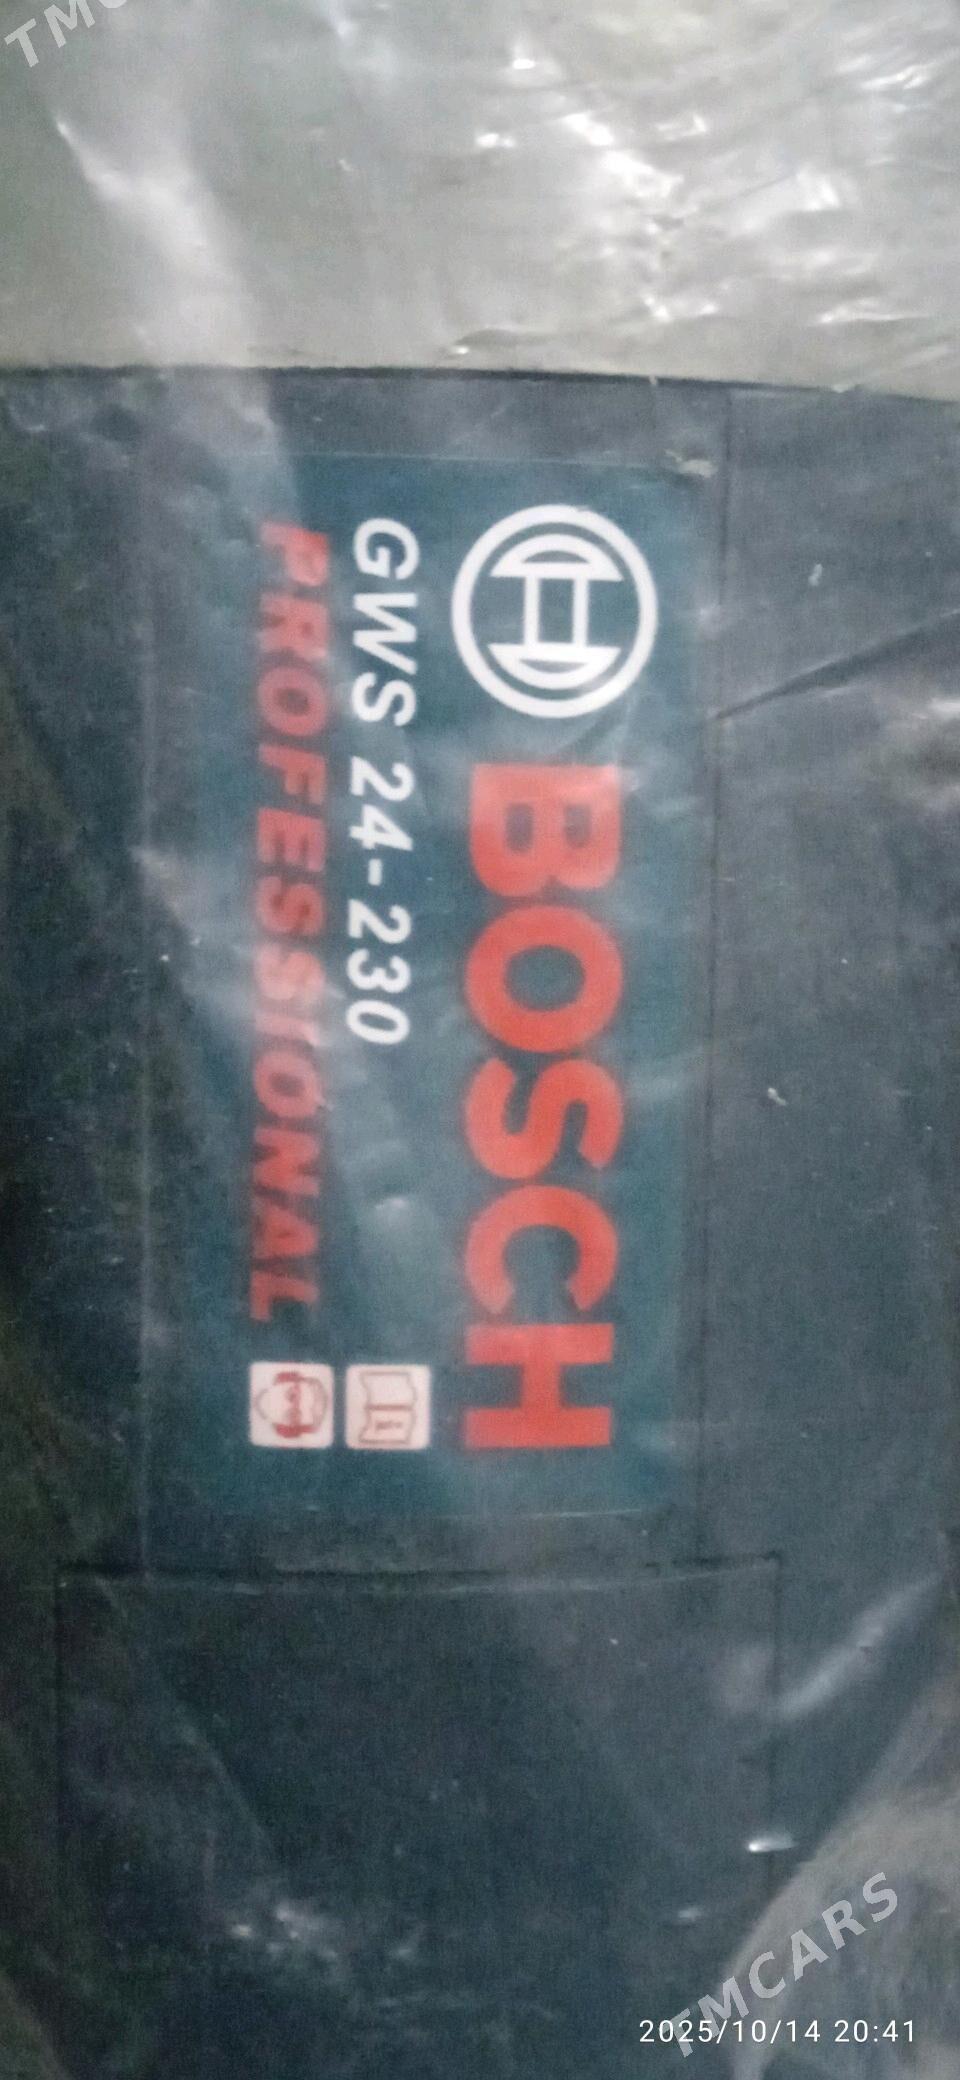 BOSCH
GWS 24-230
PROFESSIONAL
TMCARS
2025/10/14 20:41